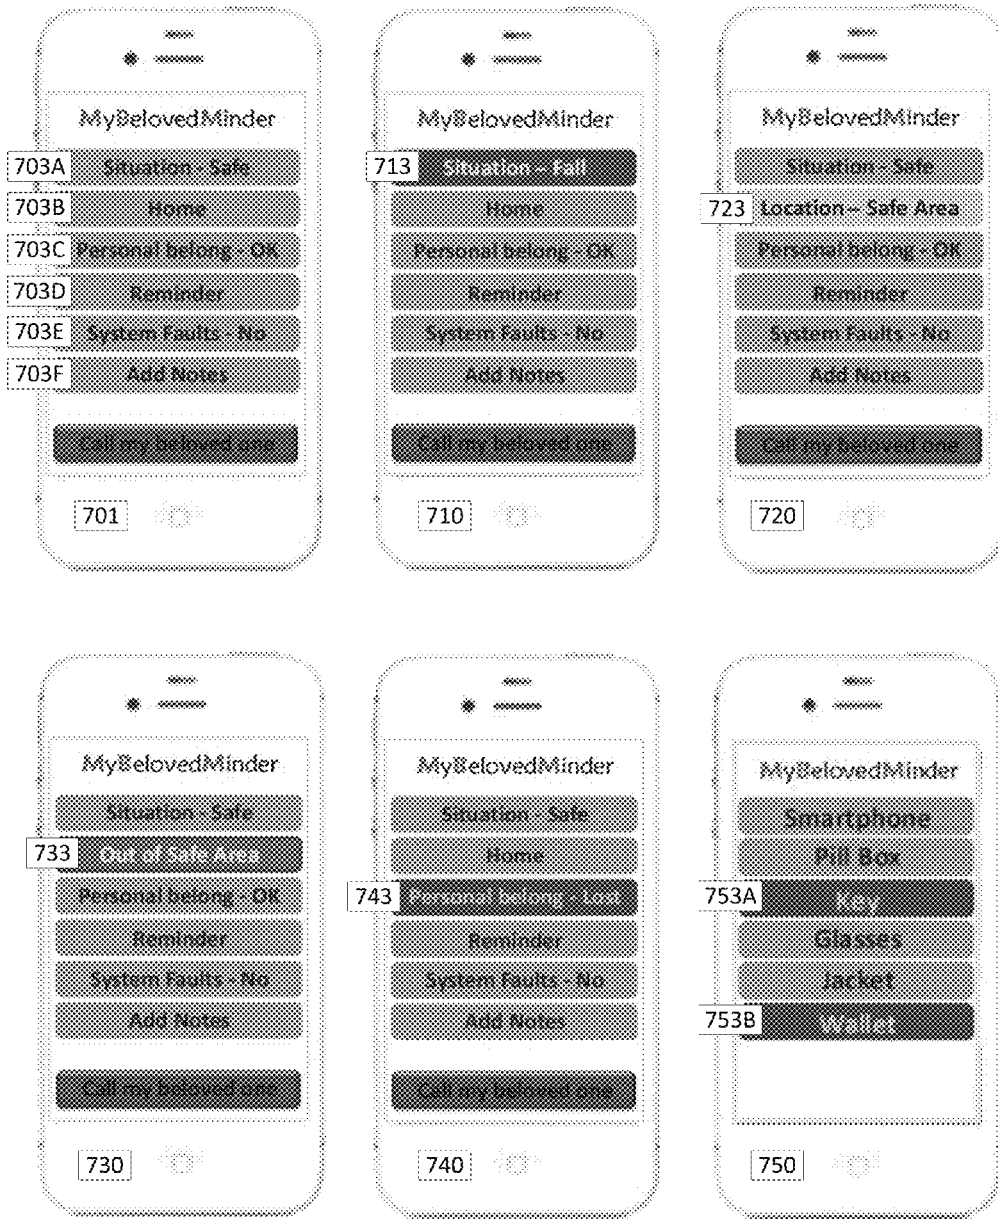 MyBelovedMinder
703A Situation - Safe
703B Home
703C Personal belong - OK
703D Reminder
703E System Faults - No
703F Add Notes
Call my beloved one
701
MyBelovedMinder
713 Situation – Fall
Home
Personal belong - OK
Reminder
System Faults - No
Add Notes
Call my beloved one
710
MyBelovedMinder
Situation - Safe
723 Location – Safe Area
Personal belong - OK
Reminder
System Faults - No
Add Notes
Call my beloved one
720
MyBelovedMinder
Situation - Safe
733 Out of Safe Area
Personal belong - OK
Reminder
System Faults - No
Add Notes
Call my beloved one
730
MyBelovedMinder
Situation - Safe
Home
743 Personal belong - Lost
Reminder
System Faults - No
Add Notes
Call my beloved one
740
MyBelovedMinder
Smartphone
Pill Box
753A Key
Glasses
Jacket
753B Wallet
750